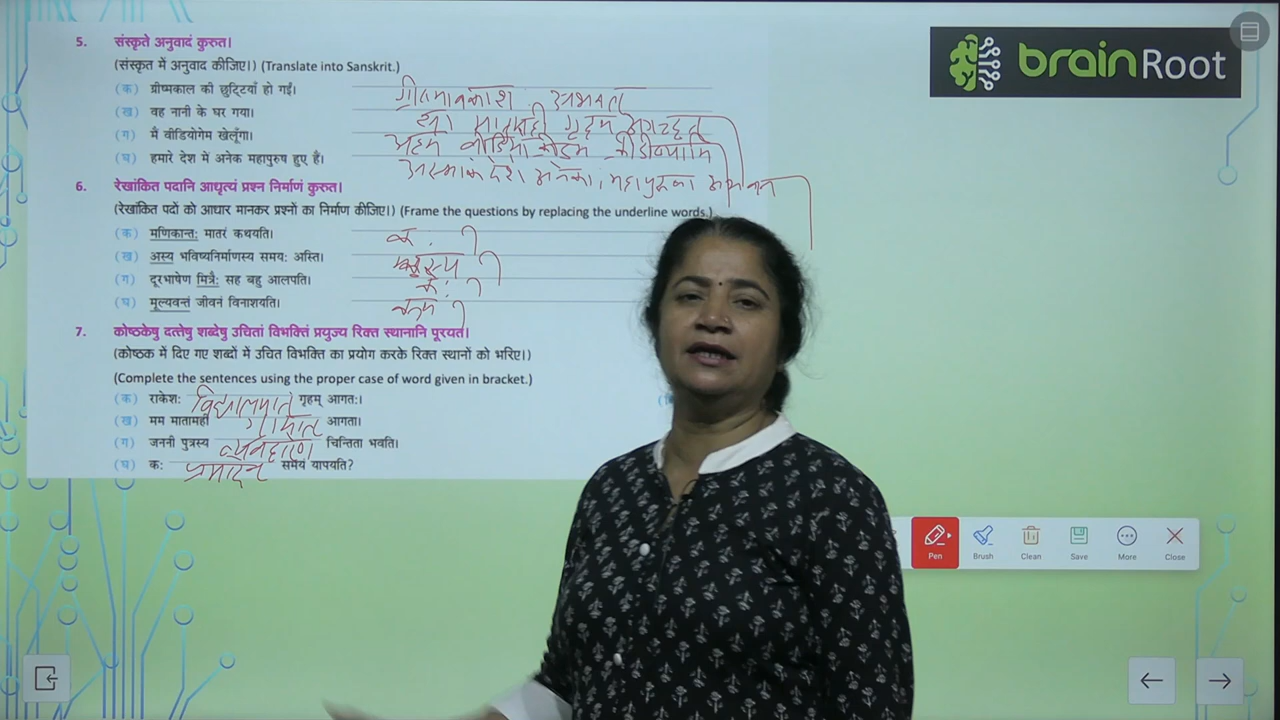 5. संस्कृते अनुवादं कुरुत।
(संस्कृत में अनुवाद कीजिए।) (Translate into Sanskrit.)
(क) ग्रीष्मकाल की छुट्टियाँ हो गईं।
(ख) वह नानी के घर गया।
(ग) मैं वीडियोगेम खेलूँगा।
(घ) हमारे देश में अनेक महापुरुष हुए हैं।
6. रेखांकित पदानि आधृत्यं प्रश्न निर्माणं कुरुत।
(रेखांकित पदों को आधार मानकर प्रश्नों का निर्माण कीजिए।) (Frame the questions by replacing the underline words.)
(क) मणिकान्तः मातरं कथयति। कः ?
(ख) अस्य भविष्यनिर्माणस्य समयः अस्ति।
(ग) दूरभाषेण मित्रैः सह बहु आलपति। कैः ?
(घ) मूल्यवन्तं जीवनं विनाशयति।
7. कोष्ठकेषु दत्तेषु शब्देषु उचितां विभक्तिं प्रयुज्य रिक्त स्थानानि पूरयत।
(कोष्ठक में दिए गए शब्दों में उचित विभक्ति का प्रयोग करके रिक्त स्थानों को भरिए।)
(Complete the sentences using the proper case of word given in bracket.)
(क) राकेशः विद्यालयात् गृहम् आगतः।
(ख) मम मातामही आगता।
(ग) जननी पुत्रस्य चिन्तिता भवति।
(घ) कः प्रमादेन समयं यापयति?
brainRoot
Pen Brush Clean Save More Close